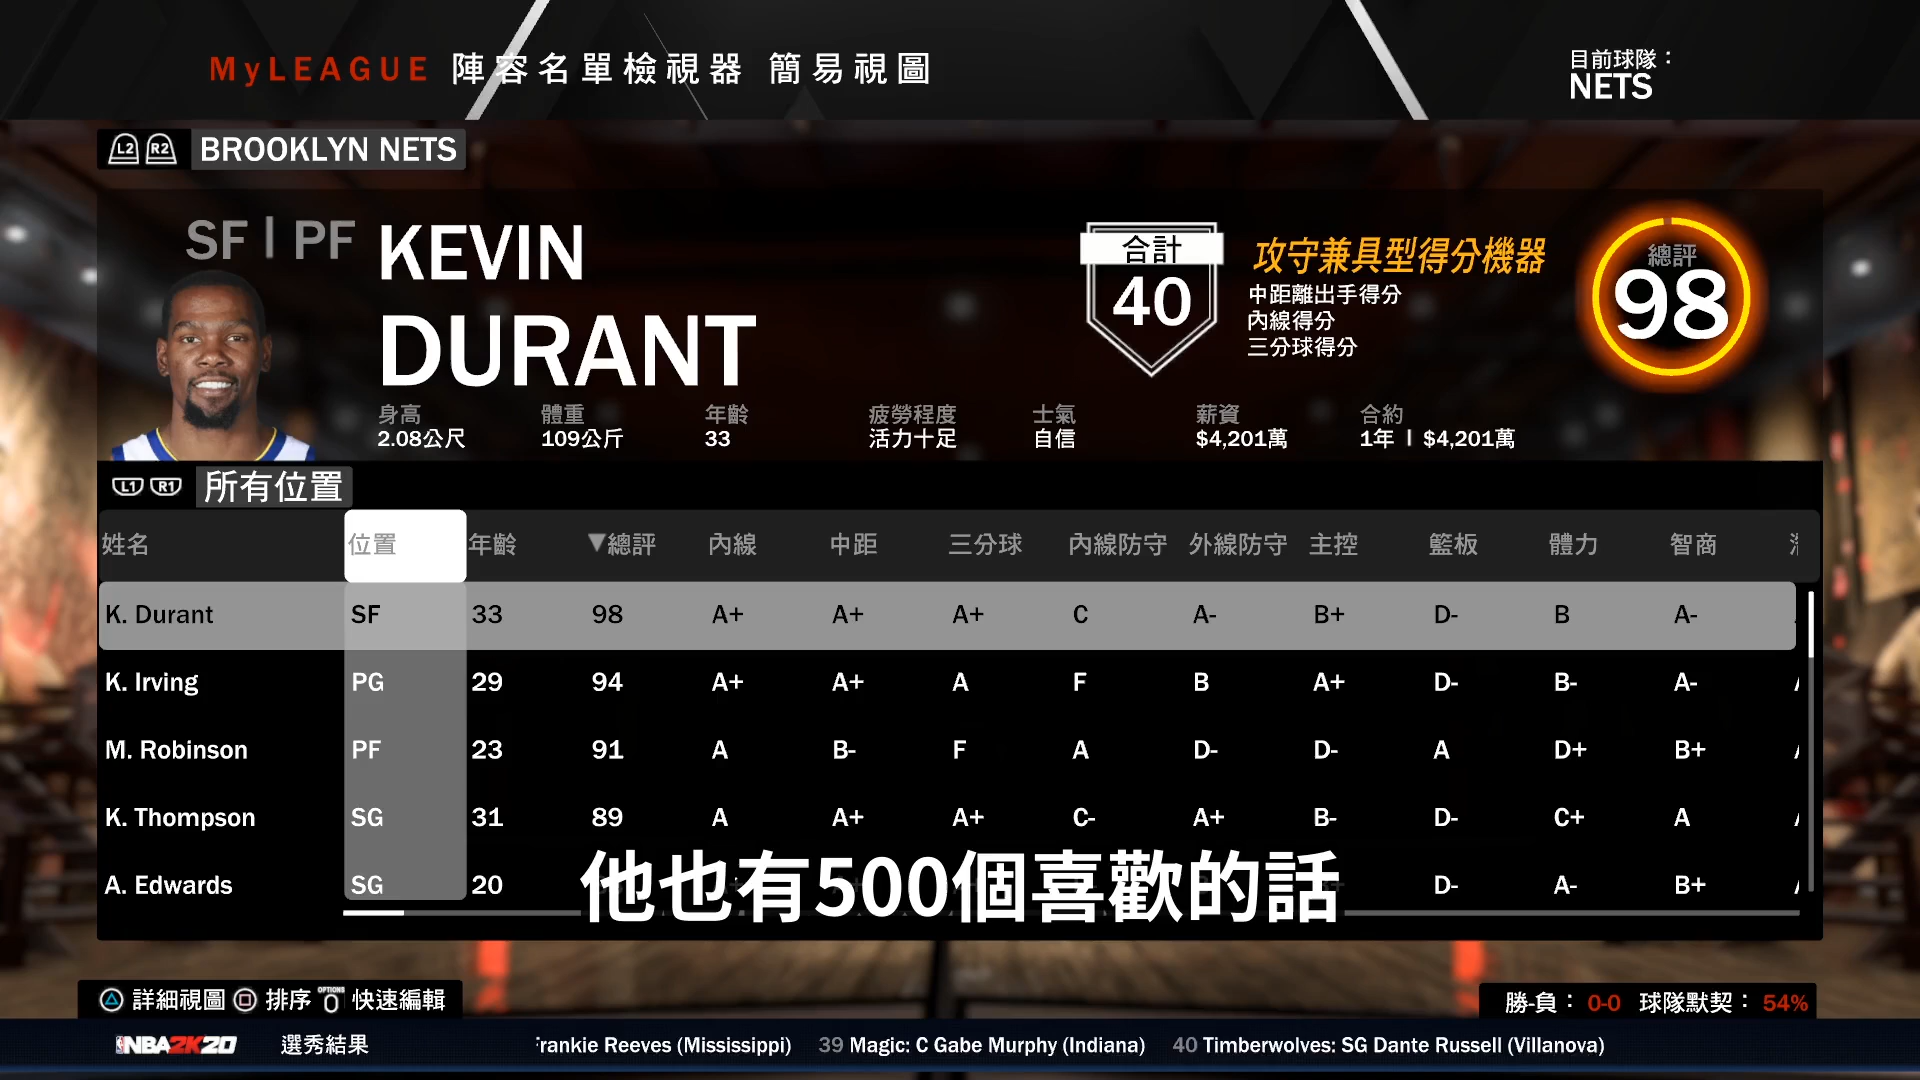 MyLEAGUE 陣容名單檢視器 簡易視圖
目前球隊：
NETS
L2 R2 BROOKLYN NETS
SF | PF KEVIN
DURANT
合計
40
攻守兼具型得分機器
中距離出手得分
內線得分
三分球得分
總評
98
身高 體重 年齡 疲勞程度 士氣 薪資 合約
2.08公尺 109公斤 33 活力十足 自信 $4,201萬 1年 | $4,201萬
L1 R1 所有位置
姓名 位置 年齡 ▼總評 內線 中距 三分球 內線防守 外線防守 主控 籃板 體力 智商
K. Durant SF 33 98 A+ A+ A+ C A- B+ D- B A-
K. Irving PG 29 94 A+ A+ A F B A+ D- B- A-
M. Robinson PF 23 91 A B- F A D- D- A D+ B+
K. Thompson SG 31 89 A A+ A+ C- A+ B- D- C+ A
A. Edwards SG 20 D- A- B+
他也有500個喜歡的話
詳細視圖 排序 OPTIONS 快速編輯
勝-負： 0-0 球隊默契： 54%
NBA2K20 選秀結果 rankie Reeves (Mississippi) 39 Magic: C Gabe Murphy (Indiana) 40 Timberwolves: SG Dante Russell (Villanova)